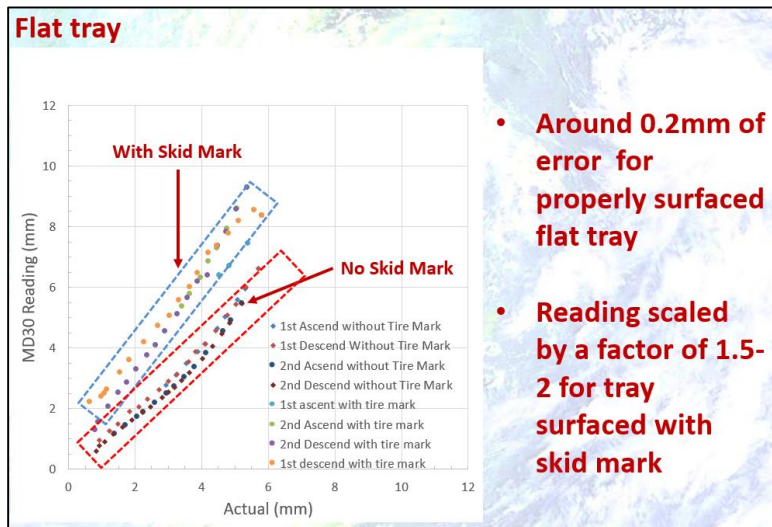 Flat tray
12
10
8
6
4
2
0
0
2
4
6
8
10
12
MD30 Reading (mm)
Actual (mm)
With Skid Mark
No Skid Mark
1st Ascend without Tire Mark
1st Descend Without Tire Mark
2nd Acsend without Tire Mark
2nd Descend without Tire Mark
1st ascent with tire mark
2nd Ascend with tire mark
2nd Descend with tire mark
1st descend with tire mark
• Around 0.2mm of
error for
properly surfaced
flat tray
• Reading scaled
by a factor of 1.5-
2 for tray
surfaced with
skid mark